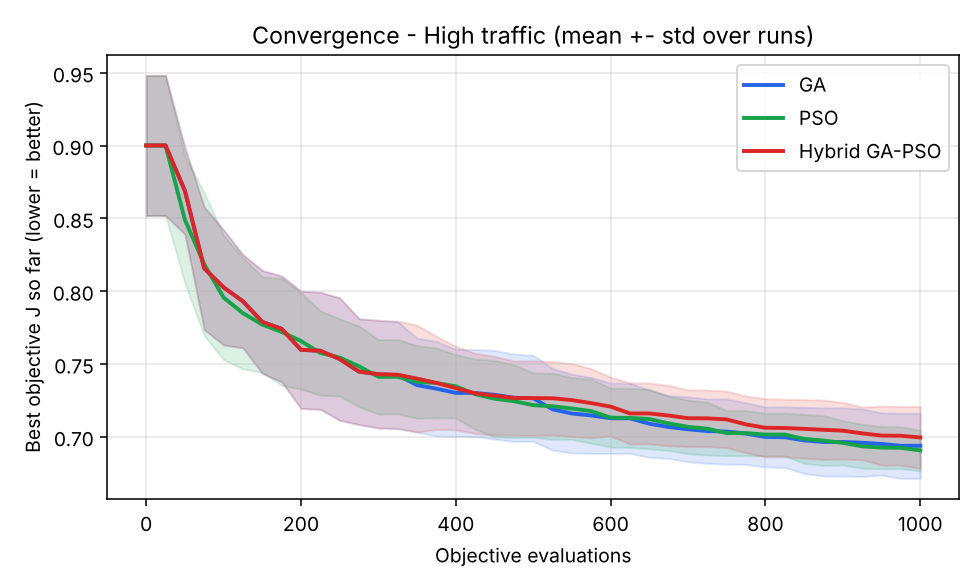 Convergence - High traffic (mean +- std over runs)
GA
PSO
Hybrid GA-PSO
Best objective J so far (lower = better)
0.95
0.90
0.85
0.80
0.75
0.70
0 200 400 600 800 1000
Objective evaluations